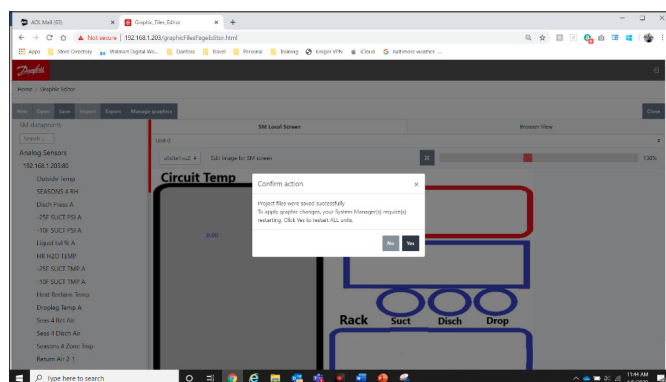 AOL Mail (61)
Graphic_Files_Editor
Not secure | 192.168.1.203/graphicFilesPageEditor.html
Apps
Store Directory
Walmart Digital Wo...
Danfoss
Travel
Personal
Training
Kroger VPN
iCloud
baltimore weather
Danfoss
Home / Graphic Editor
New Open Save Import Export Manage graphics
Close
SM datapoints
SM Local Screen
Browser View
Search ...
Unit 0
Analog Sensors
Edit image for SM screen
130%
192.168.1.203:80
Outside Temp
SEASONS 4 RH
Disch Press A
-25F SUCT PSI A
-10F SUCT PSI A
Liquid Lvl % A
HR H2O TEMP
-25F SUCT TMP A
-10F SUCT TMP A
Heat Reclaim Temp
Dropleg Temp A
Seas 4 Ret Air
Seas 4 Disch Air
Seasons 4 Zone Tmp
Return Air 2 1
Circuit Temp
0.00
Confirm action
Project files were saved successfully
To apply graphic changes, your System Manager(s) require(s)
restarting. Click Yes to restart ALL units.
No Yes
Rack Suct Disch Drop
Type here to search
11:44 AM